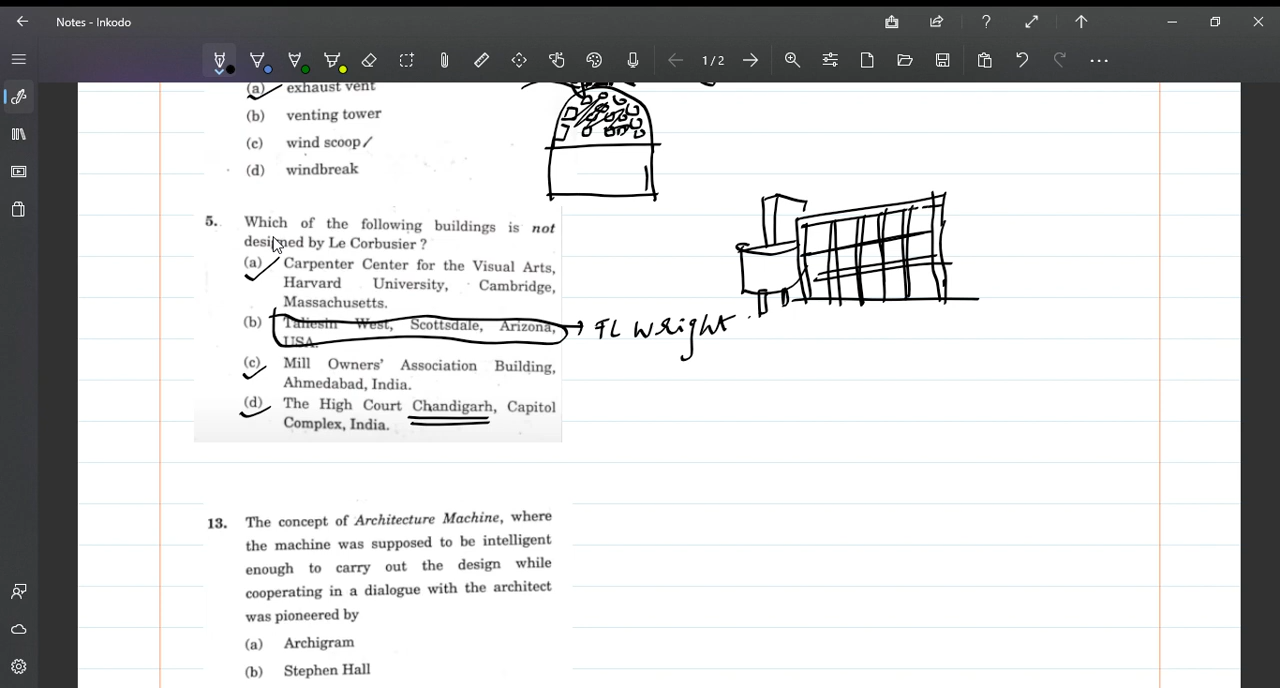 Notes - Inkodo
1 / 2
(a) exhaust vent
(b) venting tower
(c) wind scoop
(d) windbreak
5. Which of the following buildings is not
designed by Le Corbusier ?
(a) Carpenter Center for the Visual Arts,
Harvard University, Cambridge,
Massachusetts.
(b) Taliesin West, Scottsdale, Arizona,
USA.
→ FL Wright
(c) Mill Owners' Association Building,
Ahmedabad, India.
(d) The High Court Chandigarh, Capitol
Complex, India.
13. The concept of Architecture Machine, where
the machine was supposed to be intelligent
enough to carry out the design while
cooperating in a dialogue with the architect
was pioneered by
(a) Archigram
(b) Stephen Hall